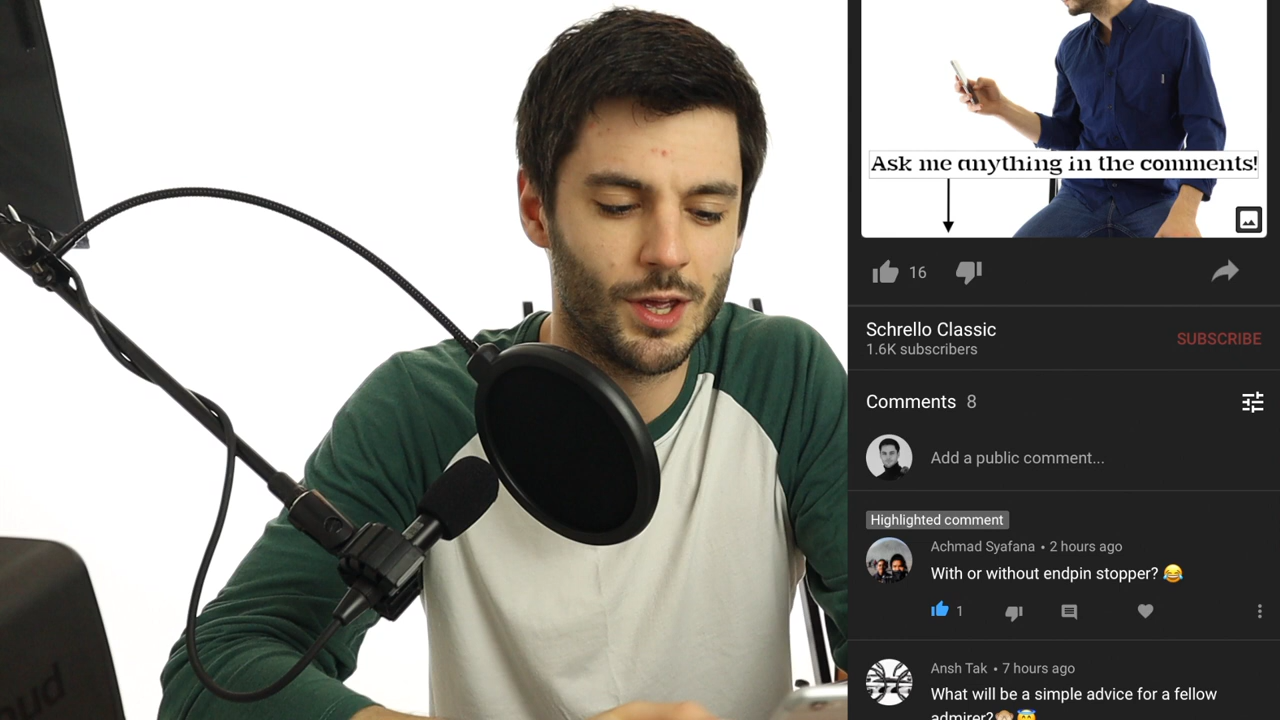 Ask me anything in the comments!
16
Schrello Classic
1.6K subscribers
SUBSCRIBE
Comments 8
Add a public comment...
Highlighted comment
Achmad Syafana • 2 hours ago
With or without endpin stopper? 😂
1
Ansh Tak • 7 hours ago
What will be a simple advice for a fellow
admirer?🙊😇
oud